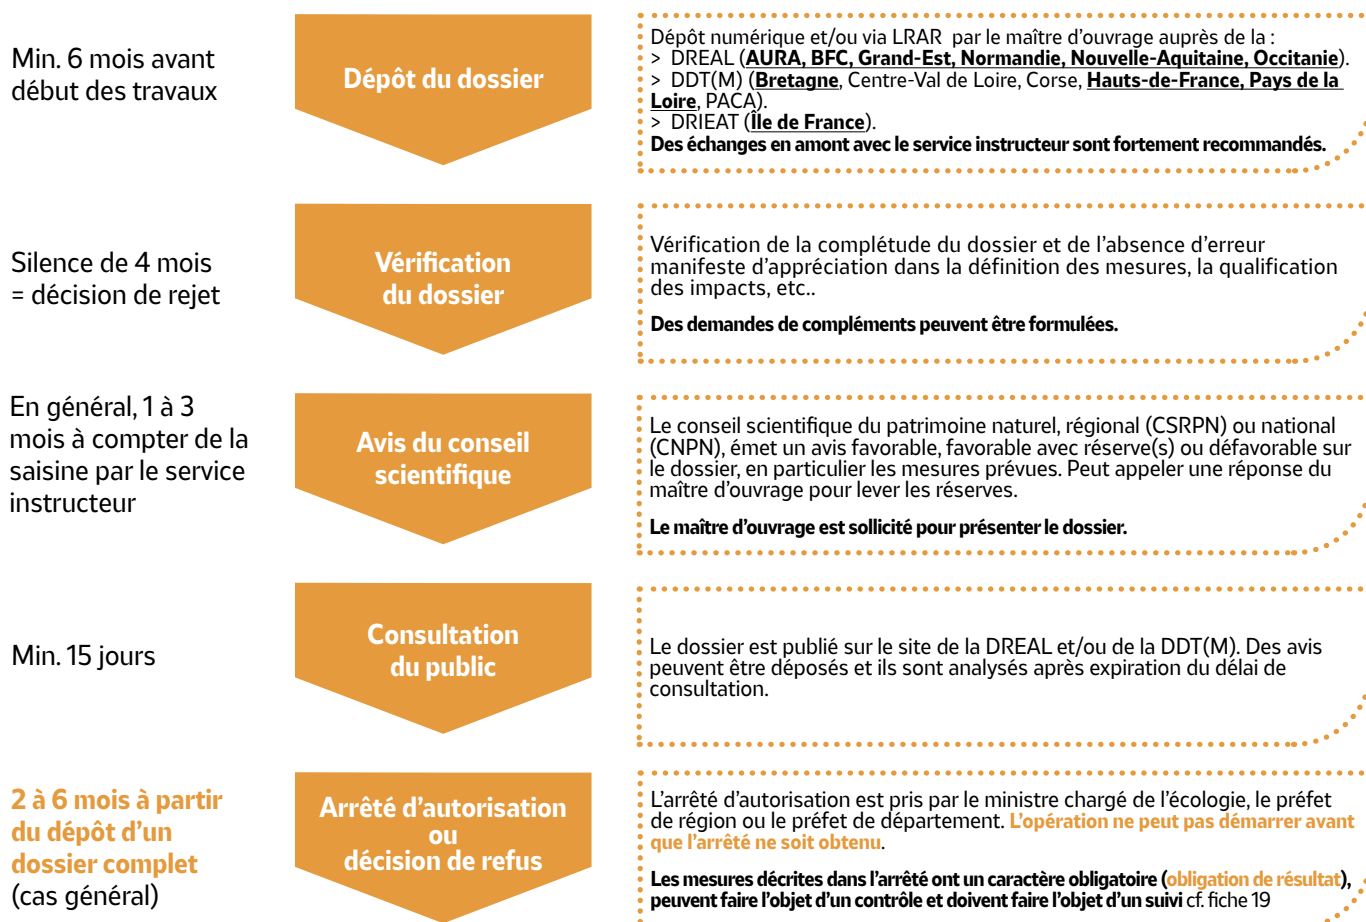 Min. 6 mois avant
début des travaux
Dépôt du dossier
Dépôt numérique et/ou via LRAR par le maître d'ouvrage auprès de la :
> DREAL (AURA, BFC, Grand-Est, Normandie, Nouvelle-Aquitaine, Occitanie).
> DDT(M) (Bretagne, Centre-Val de Loire, Corse, Hauts-de-France, Pays de la
Loire, PACA).
> DRIEAT (Île de France).
Des échanges en amont avec le service instructeur sont fortement recommandés.
Silence de 4 mois
= décision de rejet
Vérification
du dossier
Vérification de la complétude du dossier et de l'absence d'erreur
manifeste d'appréciation dans la définition des mesures, la qualification
des impacts, etc..
Des demandes de compléments peuvent être formulées.
En général, 1 à 3
mois à compter de la
saisine par le service
instructeur
Avis du conseil
scientifique
Le conseil scientifique du patrimoine naturel, régional (CSRPN) ou national
(CNPN), émet un avis favorable, favorable avec réserve(s) ou défavorable sur
le dossier, en particulier les mesures prévues. Peut appeler une réponse du
maître d'ouvrage pour lever les réserves.
Le maître d'ouvrage est sollicité pour présenter le dossier.
Min. 15 jours
Consultation
du public
Le dossier est publié sur le site de la DREAL et/ou de la DDT(M). Des avis
peuvent être déposés et ils sont analysés après expiration du délai de
consultation.
2 à 6 mois à partir
du dépôt d'un
dossier complet
(cas général)
Arrêté d'autorisation
ou
décision de refus
L'arrêté d'autorisation est pris par le ministre chargé de l'écologie, le préfet
de région ou le préfet de département. L'opération ne peut pas démarrer avant
que l'arrêté ne soit obtenu.
Les mesures décrites dans l'arrêté ont un caractère obligatoire (obligation de résultat),
peuvent faire l'objet d'un contrôle et doivent faire l'objet d'un suivi cf. fiche 19